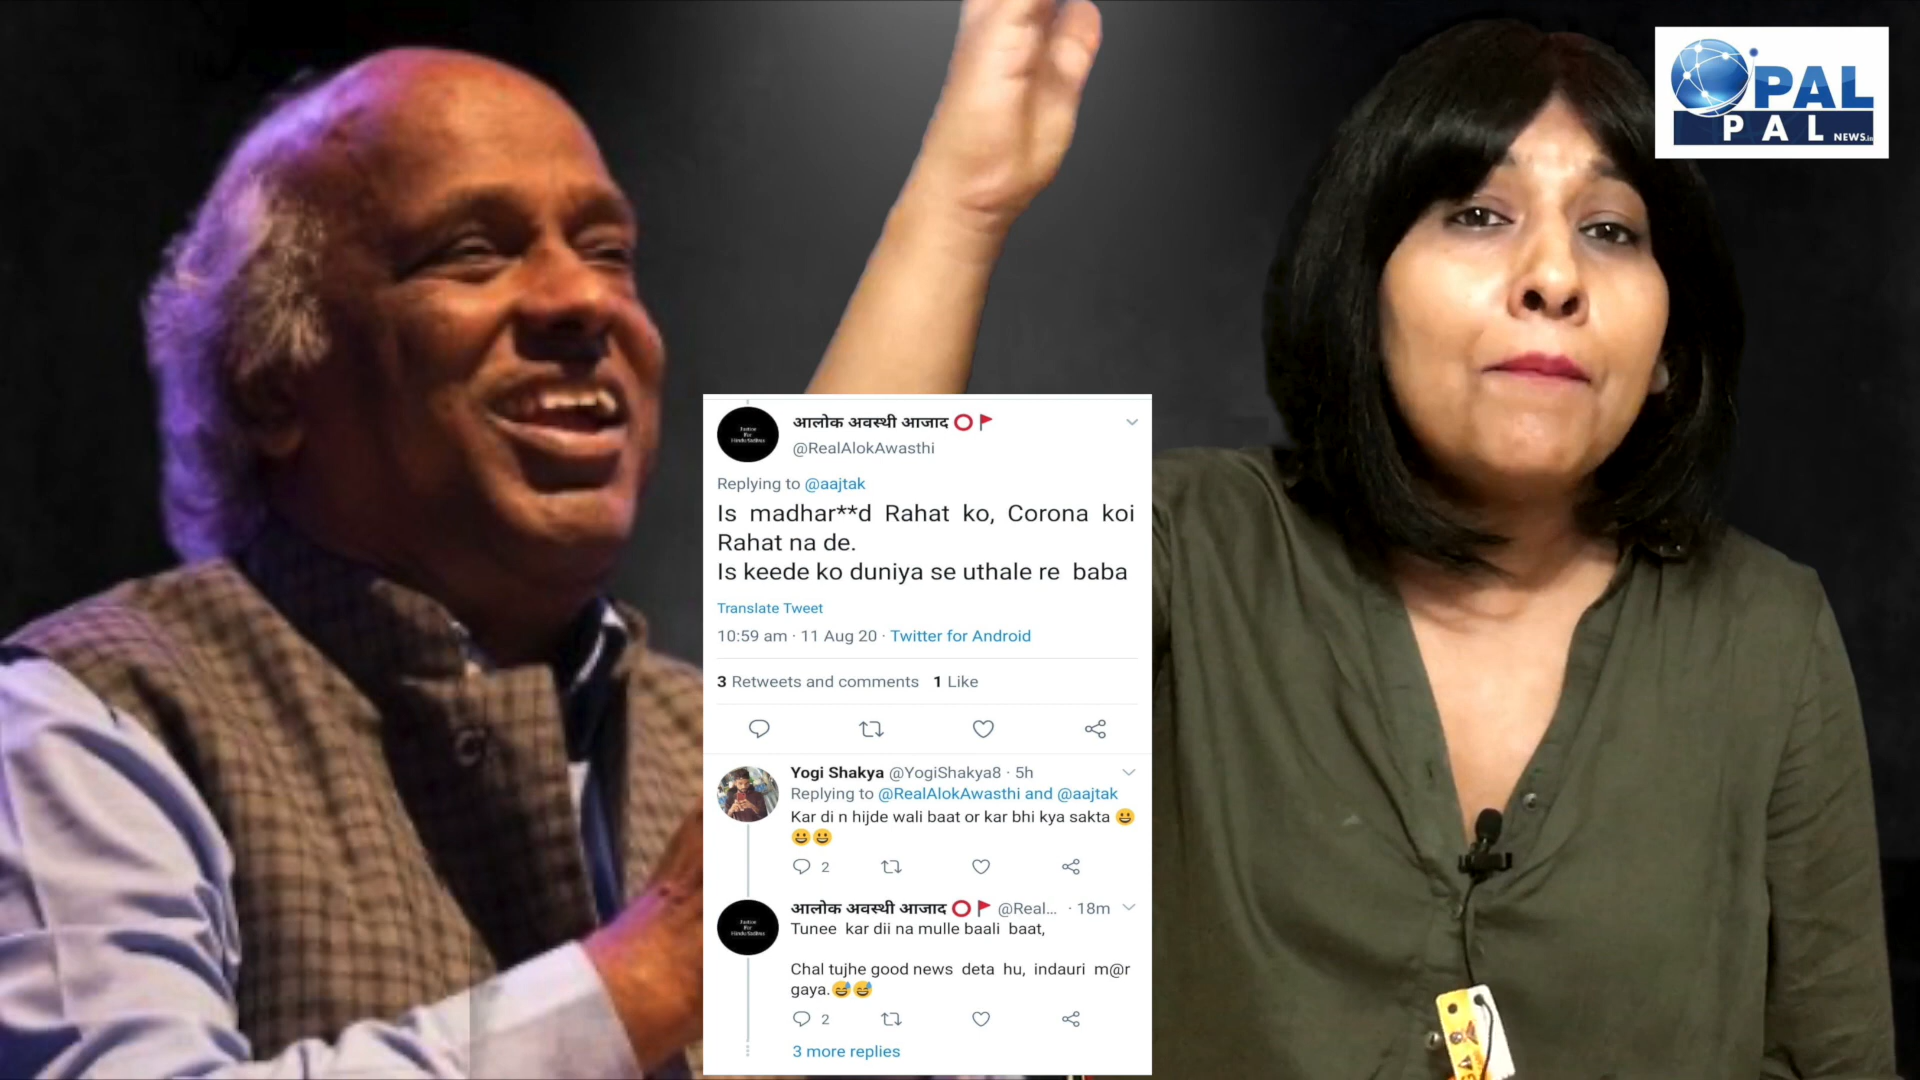 PAL
PAL NEWS.in
आलोक अवस्थी आजाद
@RealAlokAwasthi
Replying to @aajtak
Is madhar**d Rahat ko, Corona koi
Rahat na de.
Is keede ko duniya se uthale re baba
Translate Tweet
10:59 am · 11 Aug 20 · Twitter for Android
3 Retweets and comments 1 Like
Yogi Shakya @YogiShakya8 · 5h
Replying to @RealAlokAwasthi and @aajtak
Kar di n hijde wali baat or kar bhi kya sakta 😀
😀😀
2
आलोक अवस्थी आजाद ⭕🚩 @Real... · 18m
Tunee kar dii na mulle baali baat,
Chal tujhe good news deta hu, indauri m@r
gaya.😅😅
2
3 more replies